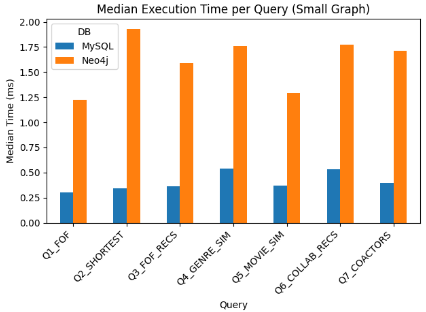 Median Execution Time per Query (Small Graph)
DB
MySQL
Neo4j
Median Time (ms)
2.00
1.75
1.50
1.25
1.00
0.75
0.50
0.25
0.00
Q1_FOF
Q2_SHORTEST
Q3_FOF_RECS
Q4_GENRE_SIM
Q5_MOVIE_SIM
Q6_COLLAB_RECS
Q7_COACTORS
Query